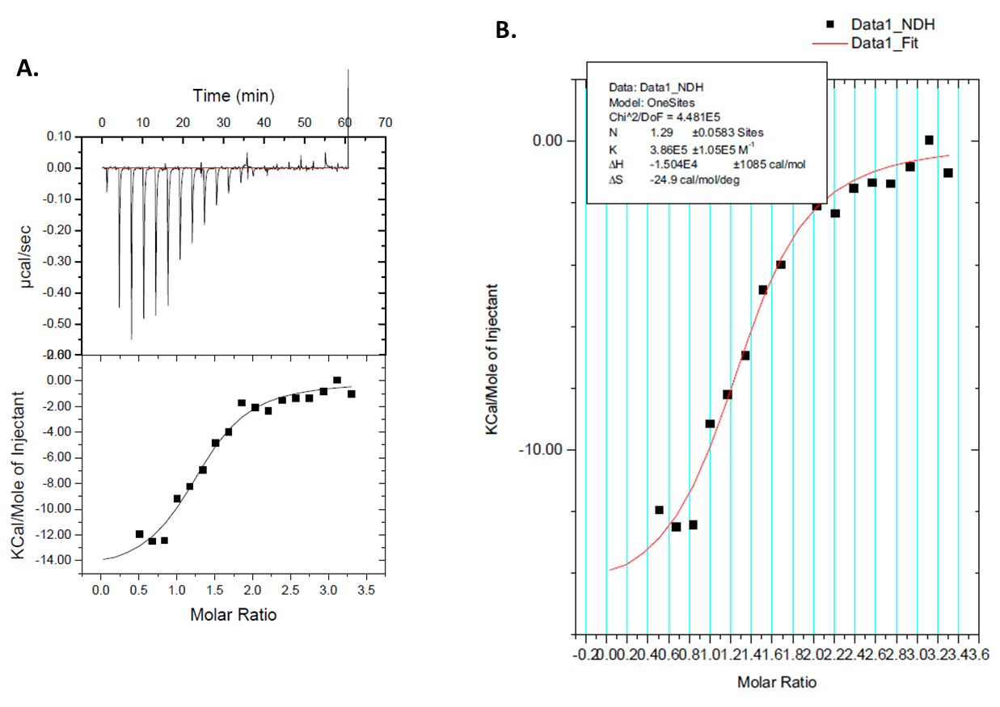 A.
Time (min)
0 10 20 30 40 50 60 70
0.10
0.00
-0.10
-0.20
-0.30
-0.40
-0.50
µcal/sec
0.00
-2.00
-4.00
-6.00
-8.00
-10.00
-12.00
-14.00
KCal/Mole of Injectant
0.0 0.5 1.0 1.5 2.0 2.5 3.0 3.5
Molar Ratio
B.
Data1_NDH
Data1_Fit
Data: Data1_NDH
Model: OneSites
Chi^2/DoF = 4.481E5
N 1.29 ±0.0583 Sites
K 3.86E5 ±1.05E5 M⁻¹
ΔH -1.504E4 ±1085 cal/mol
ΔS -24.9 cal/mol/deg
0.00
-10.00
KCal/Mole of Injectant
-0.20.00.20.40.60.81.01.21.41.61.82.02.22.42.62.83.03.23.43.6
Molar Ratio